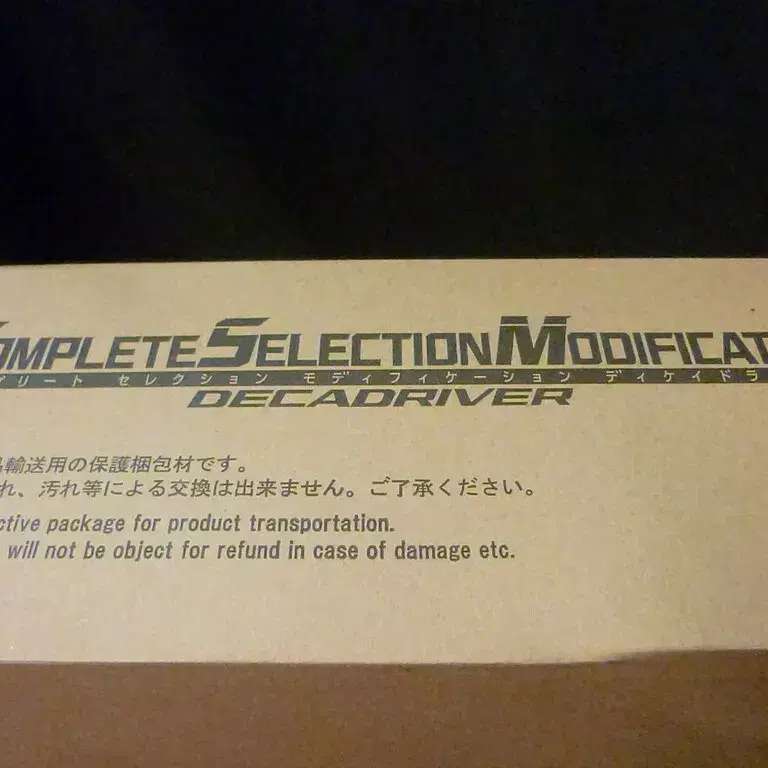 OMPLETE SELECTION MODIFICAT
リート セレクション モディフィケーション ディケイドラ
DECADRIVER
輸送用の保護梱包材です。
れ、汚れ等による交換は出来ません。ご了承ください。
ctive package for product transportation.
will not be object for refund in case of damage etc.